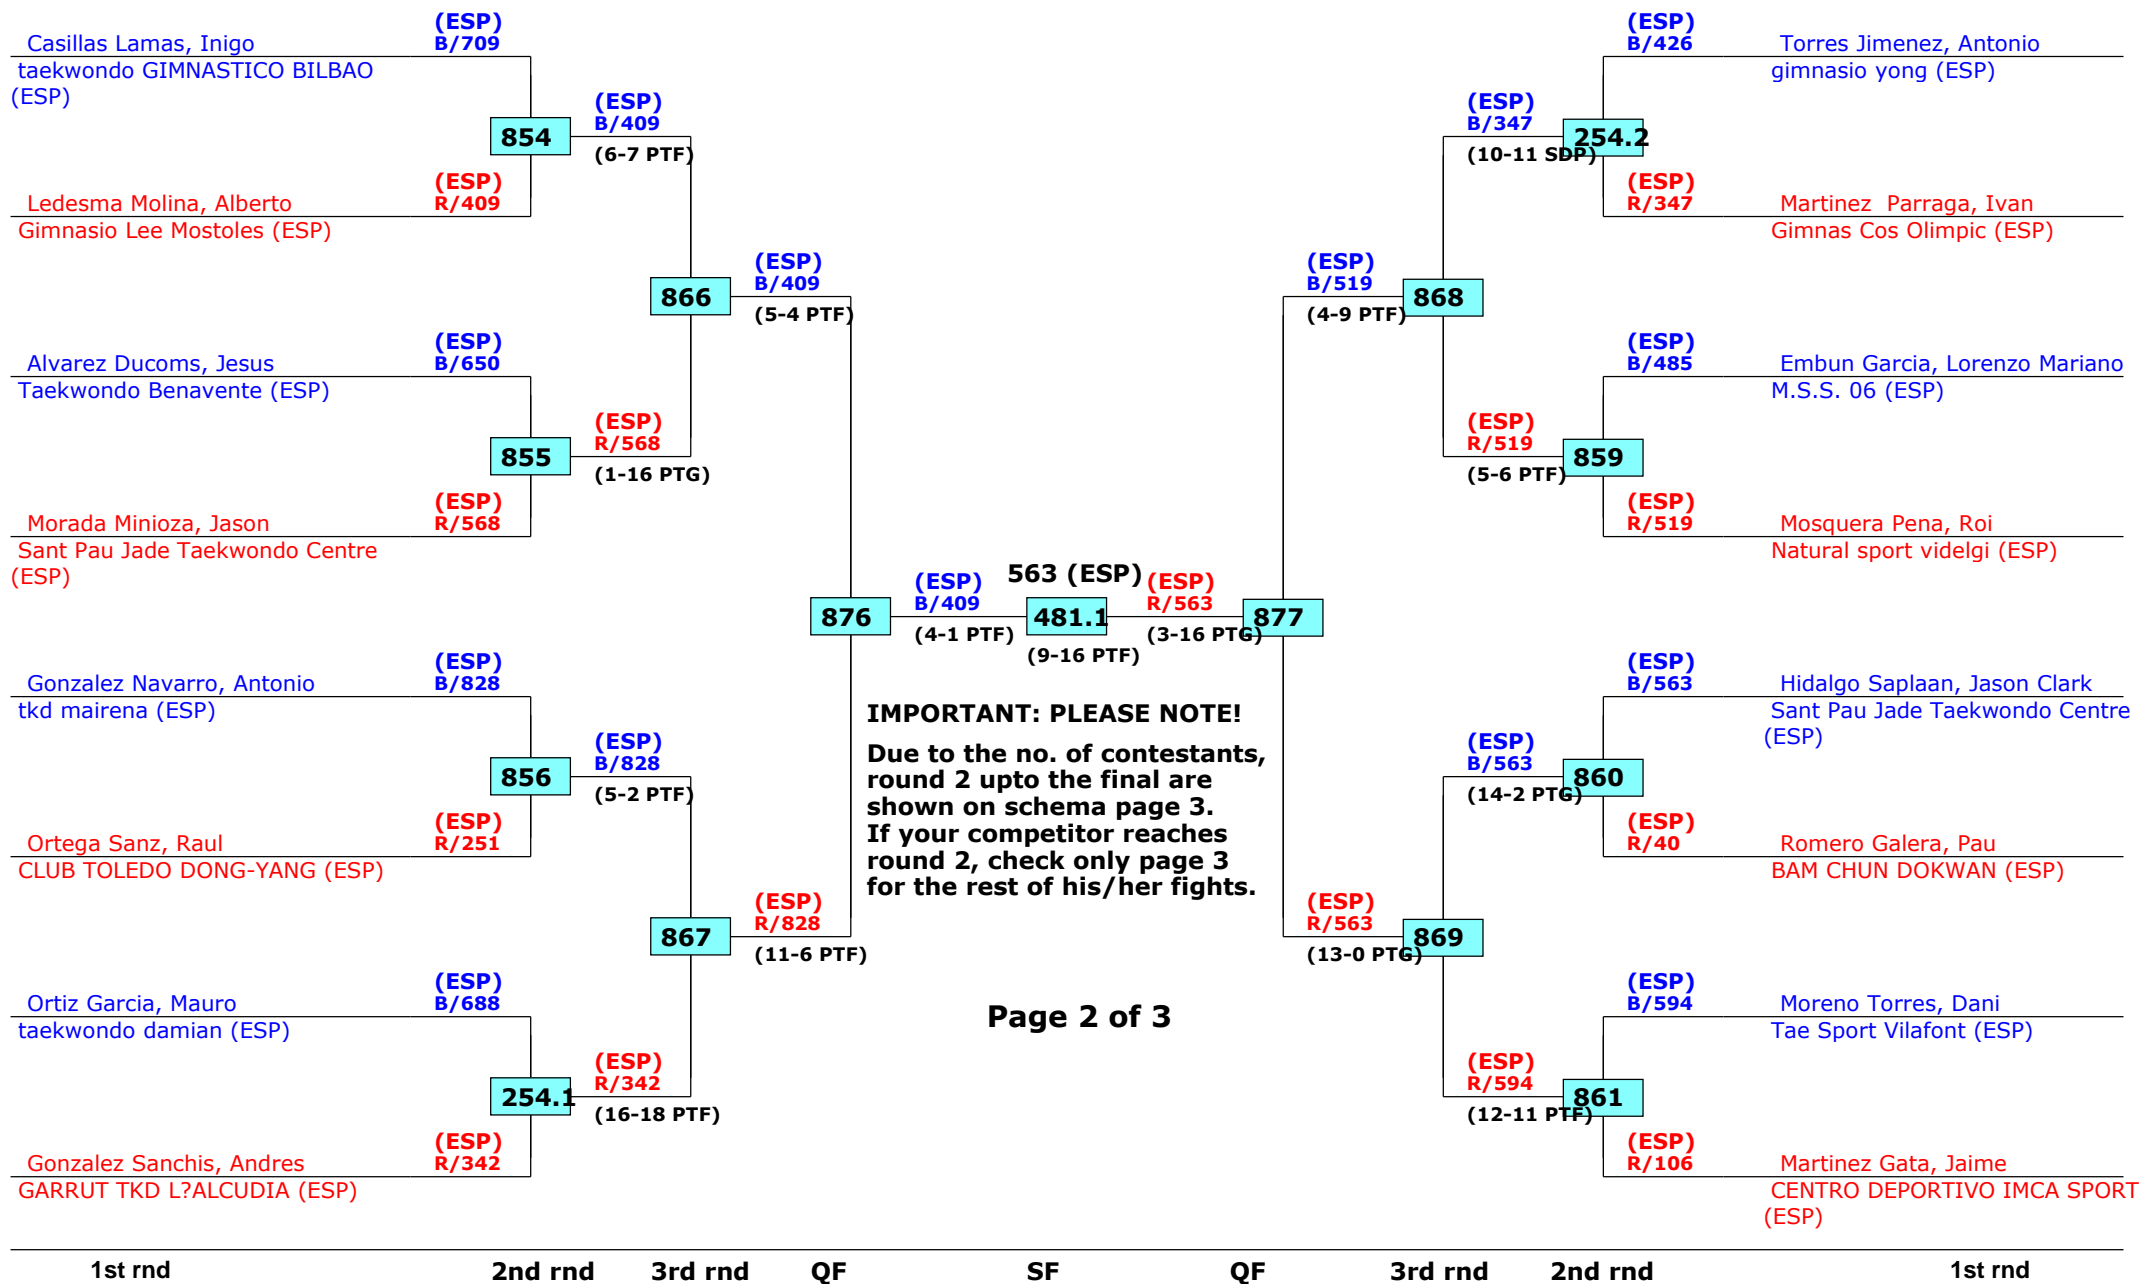 (ESP)
Casillas Lamas, Inigo B/709
taekwondo GIMNASTICO BILBAO
(ESP)
854
(ESP)
B/409
(6-7 PTF)
(ESP)
Ledesma Molina, Alberto R/409
Gimnasio Lee Mostoles (ESP)
866
(ESP)
B/409
(5-4 PTF)
(ESP)
Alvarez Ducoms, Jesus B/650
Taekwondo Benavente (ESP)
855
(ESP)
R/568
(1-16 PTG)
(ESP)
Morada Minioza, Jason R/568
Sant Pau Jade Taekwondo Centre
(ESP)
876
(ESP)
B/409
(4-1 PTF)
(ESP)
Gonzalez Navarro, Antonio B/828
tkd mairena (ESP)
856
(ESP)
B/828
(5-2 PTF)
(ESP)
Ortega Sanz, Raul R/251
CLUB TOLEDO DONG-YANG (ESP)
867
(ESP)
R/828
(11-6 PTF)
(ESP)
Ortiz Garcia, Mauro B/688
taekwondo damian (ESP)
254.1
(ESP)
R/342
(16-18 PTF)
(ESP)
Gonzalez Sanchis, Andres R/342
GARRUT TKD L?ALCUDIA (ESP)
563 (ESP)
481.1
(9-16 PTF)
IMPORTANT: PLEASE NOTE!
Due to the no. of contestants,
round 2 upto the final are
shown on schema page 3.
If your competitor reaches
round 2, check only page 3
for the rest of his/her fights.
Page 2 of 3
(ESP)
B/426 Torres Jimenez, Antonio
gimnasio yong (ESP)
(ESP)
B/347
(10-11 SDP)
254.2
(ESP)
R/347 Martinez  Parraga, Ivan
Gimnas Cos Olimpic (ESP)
(ESP)
B/519
(4-9 PTF)
868
(ESP)
B/485 Embun Garcia, Lorenzo Mariano
M.S.S. 06 (ESP)
(ESP)
R/519
(5-6 PTF)
859
(ESP)
R/519 Mosquera Pena, Roi
Natural sport videlgi (ESP)
(ESP)
R/563
(3-16 PTG)
877
(ESP)
B/563 Hidalgo Saplaan, Jason Clark
Sant Pau Jade Taekwondo Centre
(ESP)
(ESP)
B/563
(14-2 PTG)
860
(ESP)
R/40 Romero Galera, Pau
BAM CHUN DOKWAN (ESP)
(ESP)
R/563
(13-0 PTG)
869
(ESP)
B/594 Moreno Torres, Dani
Tae Sport Vilafont (ESP)
(ESP)
R/594
(12-11 PTF)
861
(ESP)
R/106 Martinez Gata, Jaime
CENTRO DEPORTIVO IMCA SPORT
(ESP)
1st rnd 2nd rnd 3rd rnd QF SF QF 3rd rnd 2nd rnd 1st rnd